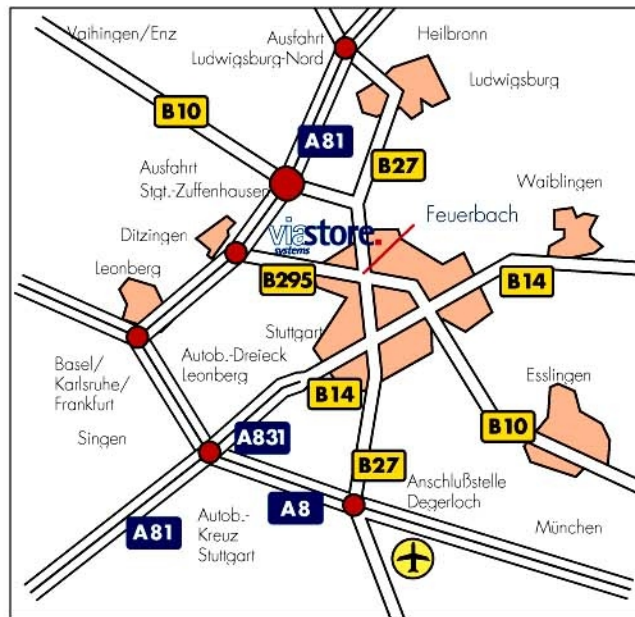 Vaihingen/Enz
Ausfahrt
Ludwigsburg-Nord
Heilbronn
Ludwigsburg
B10
A81
B27
Ausfahrt
Stgt.-Zuffenhausen
Waiblingen
Ditzingen
viastore.
systems
Feuerbach
Leonberg
B295
B14
Stuttgart
Basel/
Karlsruhe/
Frankfurt
Autob.-Dreieck
Leonberg
B14
Esslingen
Singen
A831
B10
B27
Anschlußstelle
Degerloch
A8
A81
Autob.-
Kreuz
Stuttgart
München